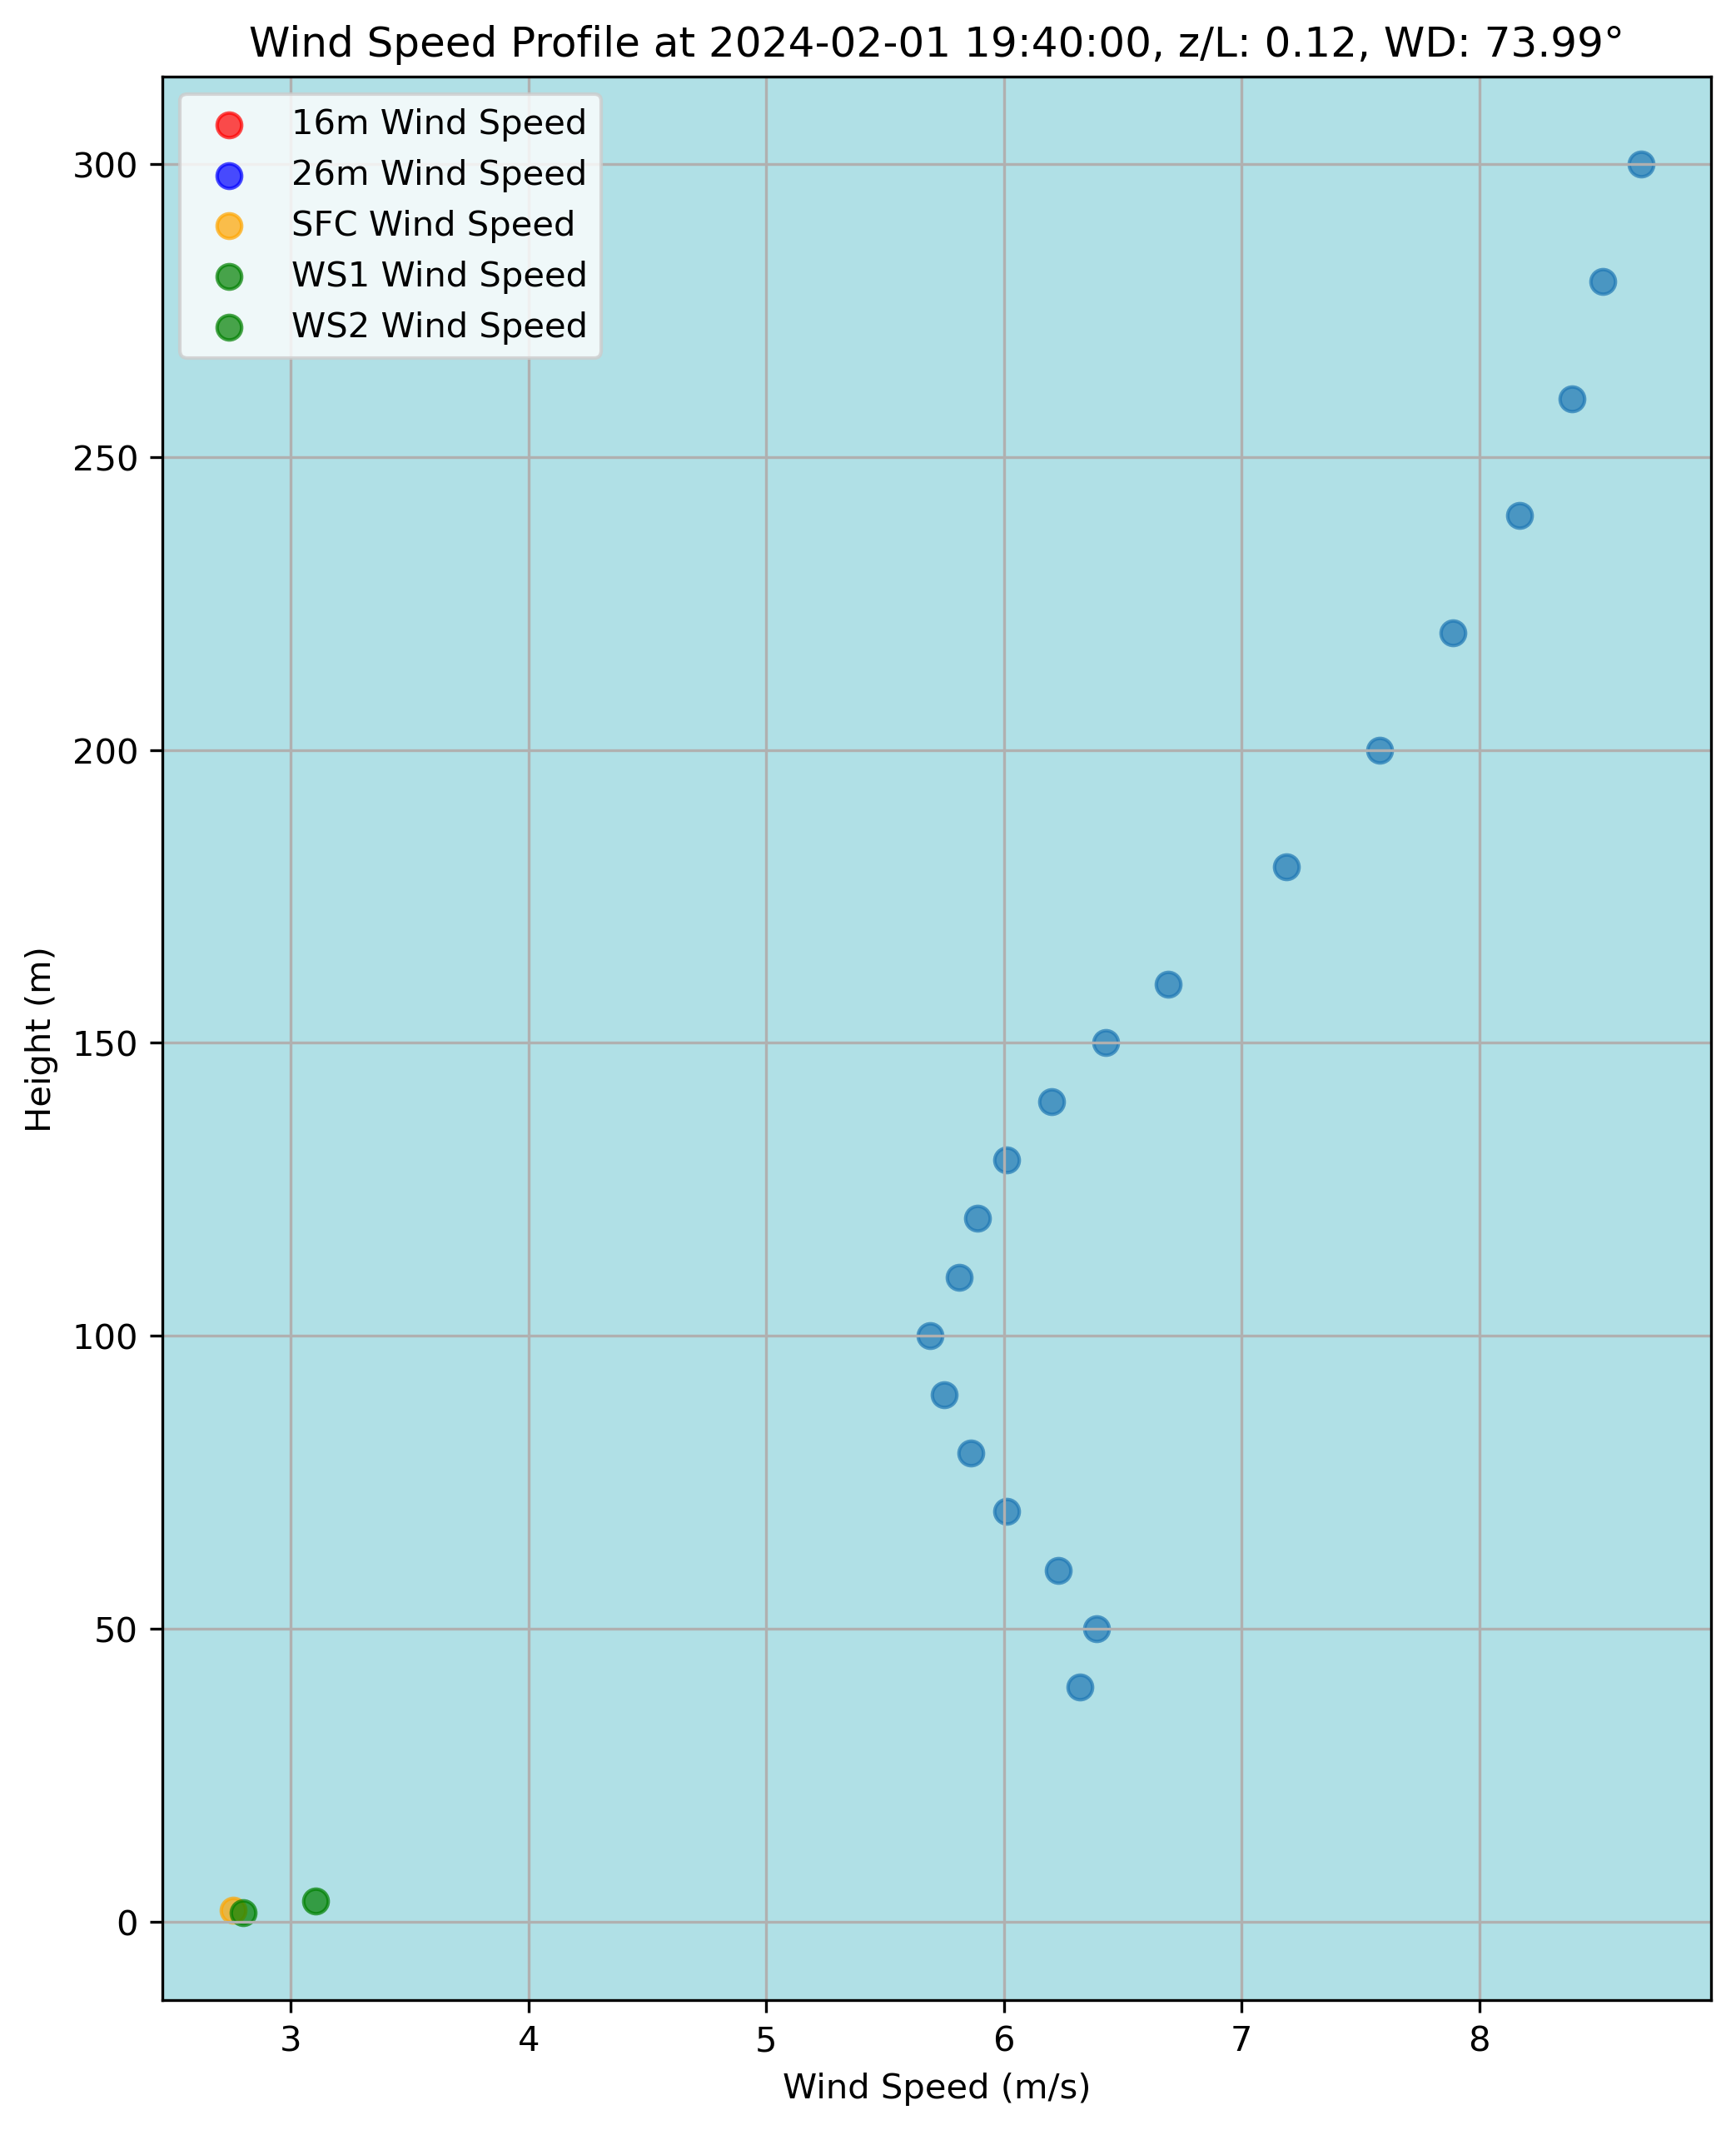 Wind Speed Profile at 2024-02-01 19:40:00, z/L: 0.12, WD: 73.99°
16m Wind Speed
26m Wind Speed
SFC Wind Speed
WS1 Wind Speed
WS2 Wind Speed
300
250
200
150
100
50
0
Height (m)
3 4 5 6 7 8
Wind Speed (m/s)